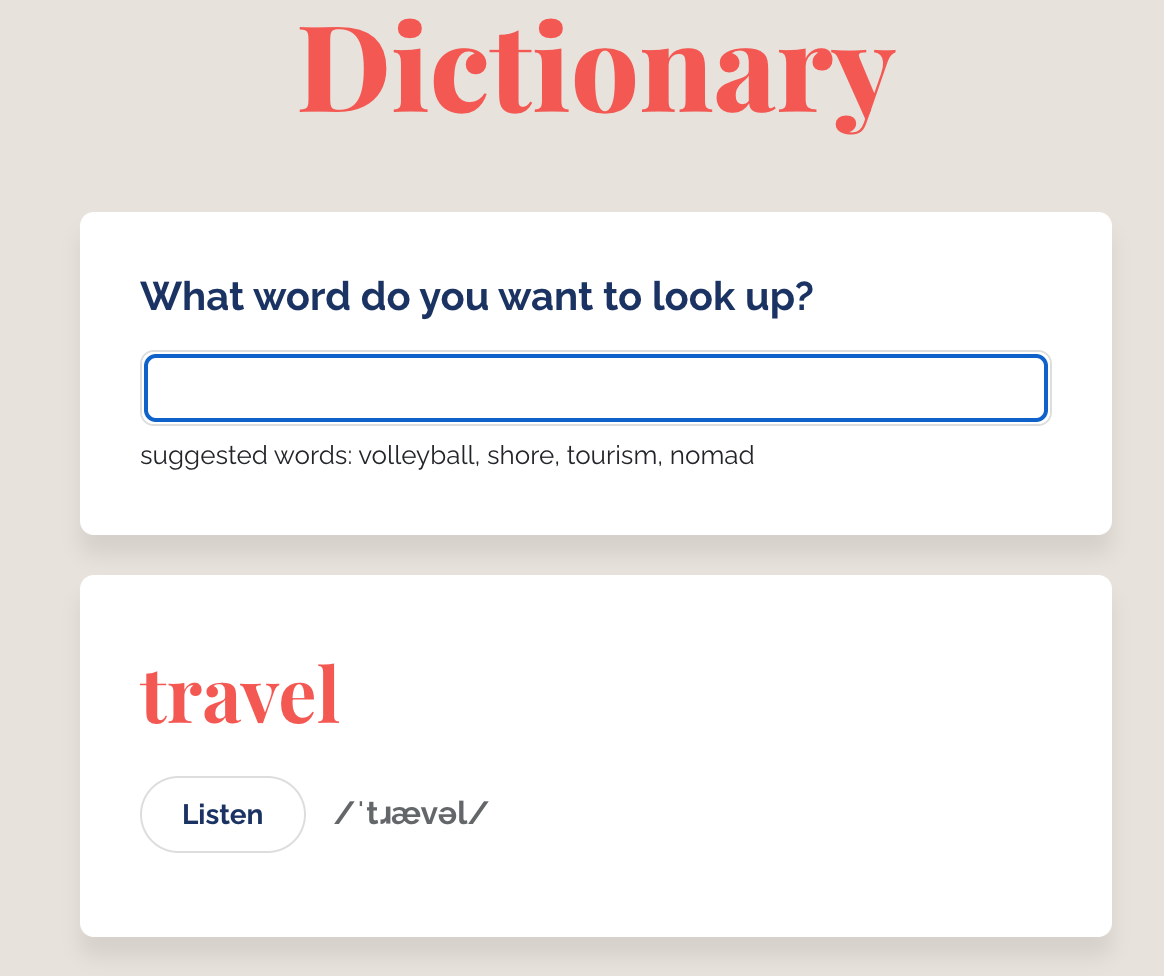 Dictionary
What word do you want to look up?
suggested words: volleyball, shore, tourism, nomad
travel
Listen /ˈtɹævəl/